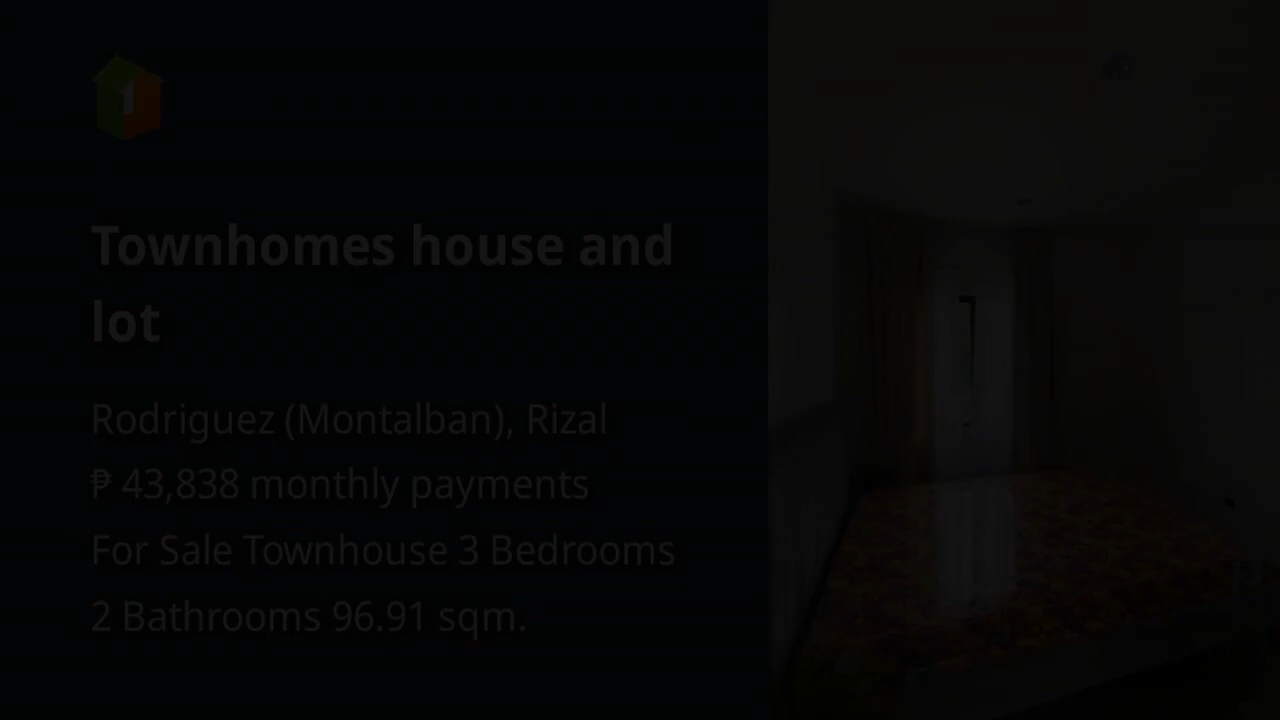 1
Townhomes house and
lot
Rodriguez (Montalban), Rizal
₱ 43,838 monthly payments
For Sale Townhouse 3 Bedrooms
2 Bathrooms 96.91 sqm.